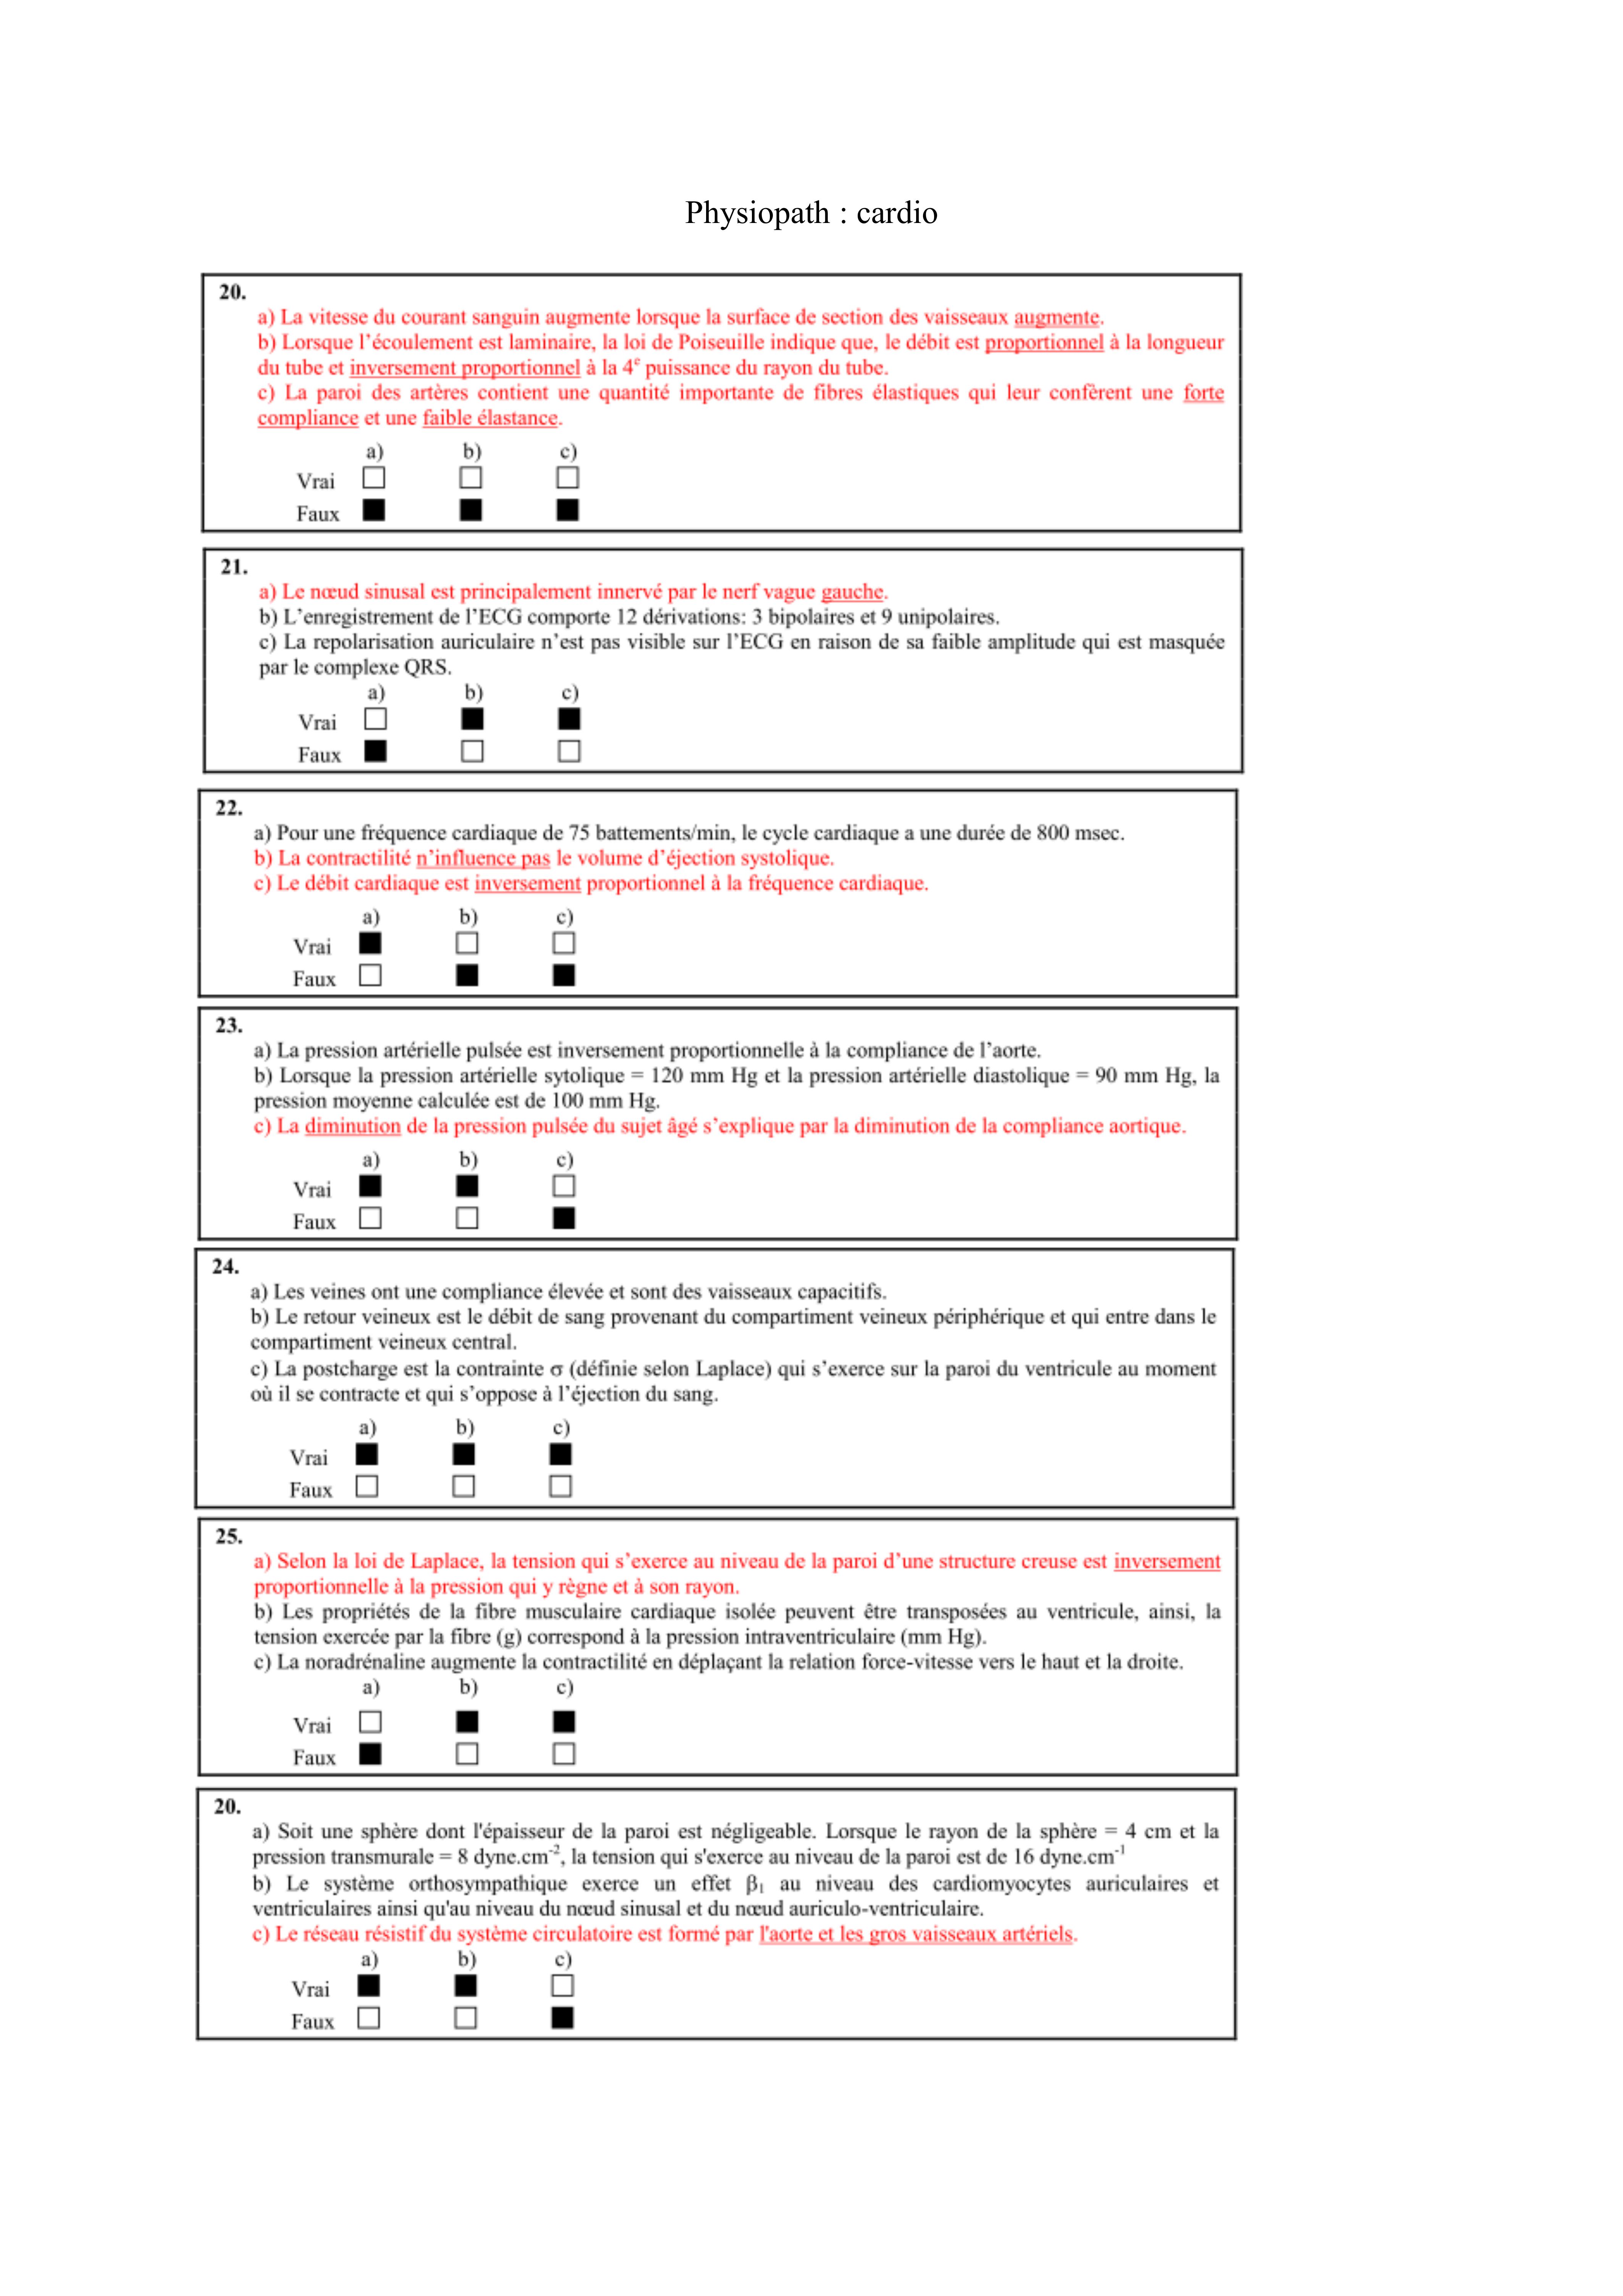 Physiopath : cardio
20.
a) La vitesse du courant sanguin augmente lorsque la surface de section des vaisseaux augmente.
b) Lorsque l'écoulement est laminaire, la loi de Poiseuille indique que, le débit est proportionnel à la longueur
du tube et inversement proportionnel à la 4e puissance du rayon du tube.
c) La paroi des artères contient une quantité importante de fibres élastiques qui leur confèrent une forte
compliance et une faible élastance.
a) b) c)
Vrai
Faux
21.
a) Le nœud sinusal est principalement innervé par le nerf vague gauche.
b) L'enregistrement de l'ECG comporte 12 dérivations: 3 bipolaires et 9 unipolaires.
c) La repolarisation auriculaire n'est pas visible sur l'ECG en raison de sa faible amplitude qui est masquée
par le complexe QRS.
a) b) c)
Vrai
Faux
22.
a) Pour une fréquence cardiaque de 75 battements/min, le cycle cardiaque a une durée de 800 msec.
b) La contractilité n'influence pas le volume d'éjection systolique.
c) Le débit cardiaque est inversement proportionnel à la fréquence cardiaque.
a) b) c)
Vrai
Faux
23.
a) La pression artérielle pulsée est inversement proportionnelle à la compliance de l'aorte.
b) Lorsque la pression artérielle sytolique = 120 mm Hg et la pression artérielle diastolique = 90 mm Hg, la
pression moyenne calculée est de 100 mm Hg.
c) La diminution de la pression pulsée du sujet âgé s'explique par la diminution de la compliance aortique.
a) b) c)
Vrai
Faux
24.
a) Les veines ont une compliance élevée et sont des vaisseaux capacitifs.
b) Le retour veineux est le débit de sang provenant du compartiment veineux périphérique et qui entre dans le
compartiment veineux central.
c) La postcharge est la contrainte σ (définie selon Laplace) qui s'exerce sur la paroi du ventricule au moment
où il se contracte et qui s'oppose à l'éjection du sang.
a) b) c)
Vrai
Faux
25.
a) Selon la loi de Laplace, la tension qui s'exerce au niveau de la paroi d'une structure creuse est inversement
proportionnelle à la pression qui y règne et à son rayon.
b) Les propriétés de la fibre musculaire cardiaque isolée peuvent être transposées au ventricule, ainsi, la
tension exercée par la fibre (g) correspond à la pression intraventriculaire (mm Hg).
c) La noradrénaline augmente la contractilité en déplaçant la relation force-vitesse vers le haut et la droite.
a) b) c)
Vrai
Faux
20.
a) Soit une sphère dont l'épaisseur de la paroi est négligeable. Lorsque le rayon de la sphère = 4 cm et la
pression transmurale = 8 dyne.cm-2, la tension qui s'exerce au niveau de la paroi est de 16 dyne.cm-1
b) Le système orthosympathique exerce un effet β1 au niveau des cardiomyocytes auriculaires et
ventriculaires ainsi qu'au niveau du nœud sinusal et du nœud auriculo-ventriculaire.
c) Le réseau résistif du système circulatoire est formé par l'aorte et les gros vaisseaux artériels.
a) b) c)
Vrai
Faux